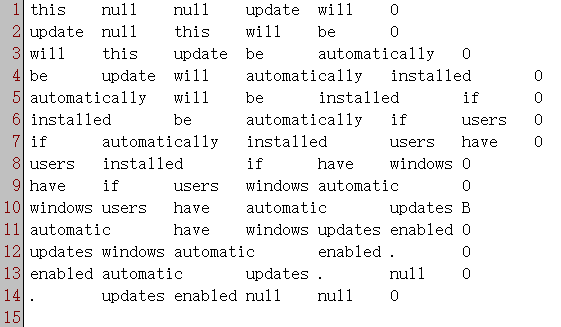 1 this null null update will 0
2 update null this will be 0
3 will this update be automatically 0
4 be update will automatically installed 0
5 automatically will be installed if 0
6 installed be automatically if users 0
7 if automatically installed users have 0
8 users installed if have windows 0
9 have if users windows automatic 0
10 windows users have automatic updates B
11 automatic have windows updates enabled 0
12 updates windows automatic enabled . 0
13 enabled automatic updates . null 0
14 . updates enabled null null 0
15